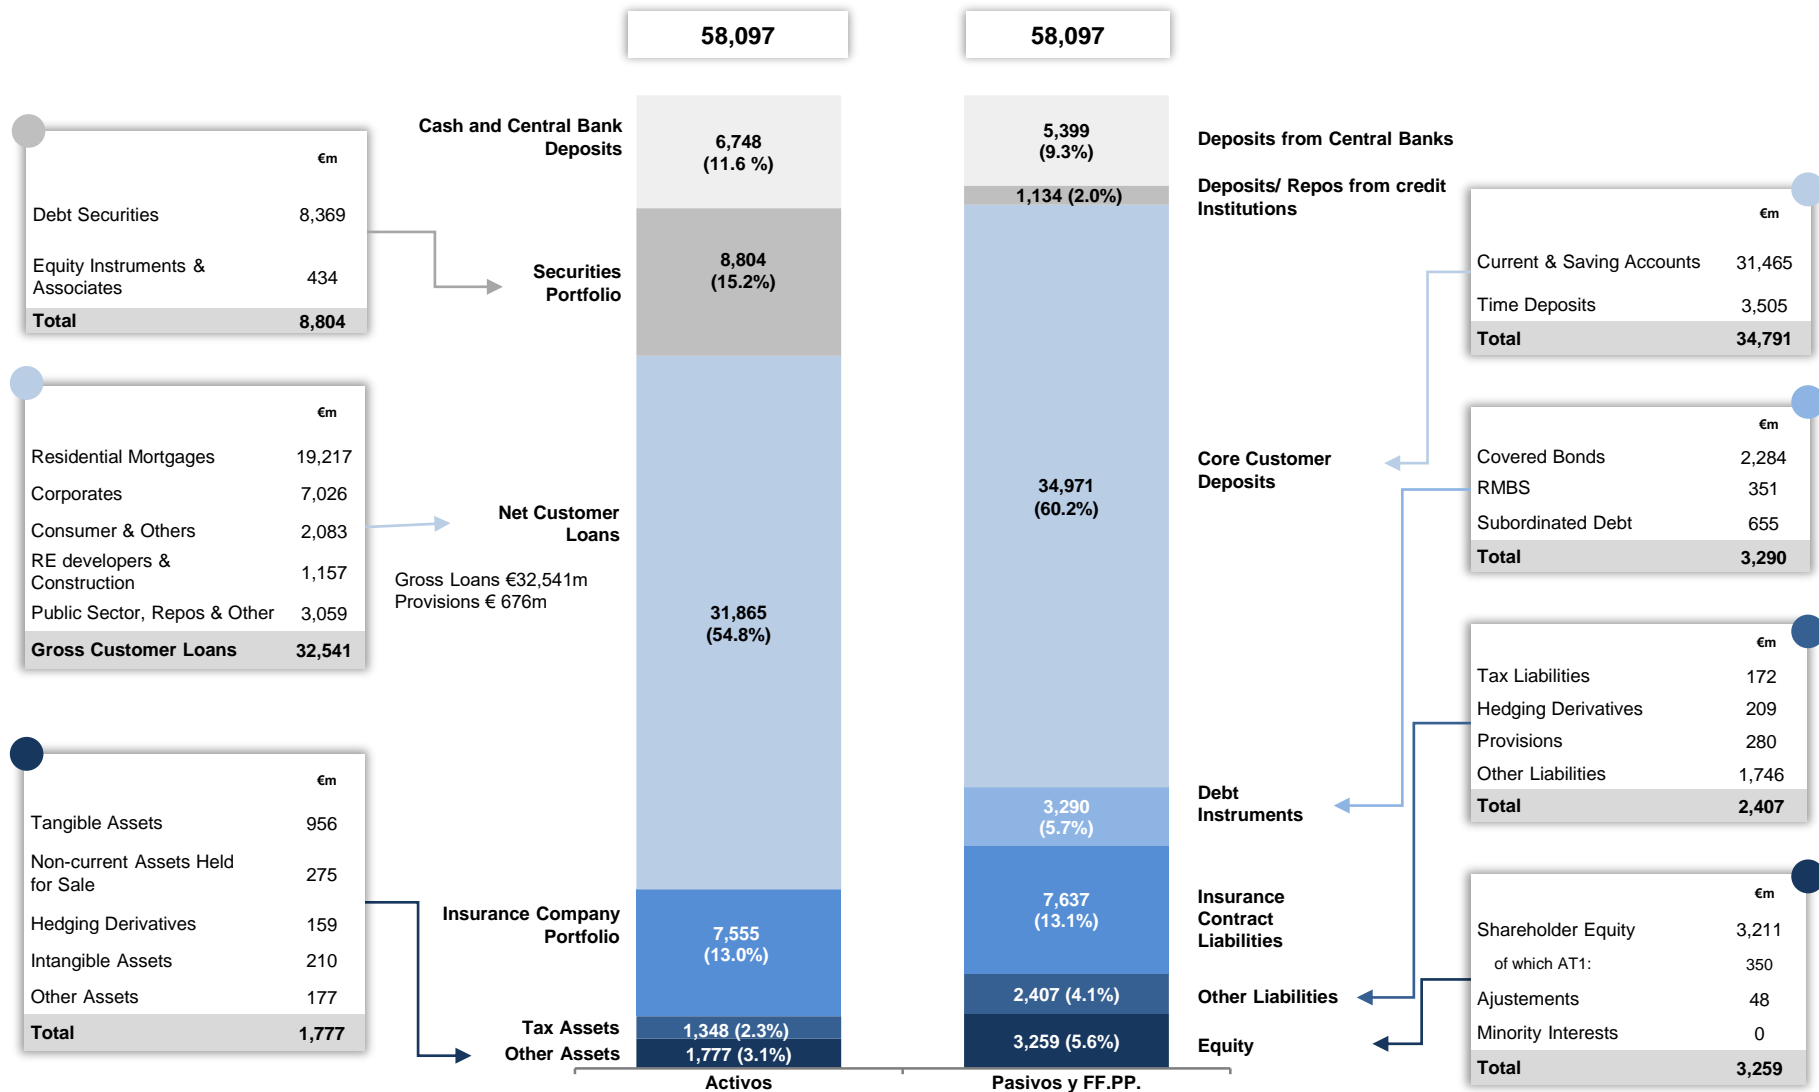 58,097
58,097
€m
Debt Securities 8,369
Equity Instruments &
Associates 434
Total 8,804
€m
Residential Mortgages 19,217
Corporates 7,026
Consumer & Others 2,083
RE developers &
Construction 1,157
Public Sector, Repos & Other 3,059
Gross Customer Loans 32,541
€m
Tangible Assets 956
Non-current Assets Held
for Sale 275
Hedging Derivatives 159
Intangible Assets 210
Other Assets 177
Total 1,777
Cash and Central Bank
Deposits
Securities
Portfolio
Net Customer
Loans
Gross Loans €32,541m
Provisions € 676m
Insurance Company
Portfolio
Tax Assets
Other Assets
6,748
(11.6 %)
8,804
(15.2%)
31,865
(54.8%)
7,555
(13.0%)
1,348 (2.3%)
1,777 (3.1%)
Activos
5,399
(9.3%)
1,134 (2.0%)
34,971
(60.2%)
3,290
(5.7%)
7,637
(13.1%)
2,407 (4.1%)
3,259 (5.6%)
Pasivos y FF.PP.
Deposits from Central Banks
Deposits/ Repos from credit
Institutions
Core Customer
Deposits
Debt
Instruments
Insurance
Contract
Liabilities
Other Liabilities
Equity
€m
Current & Saving Accounts 31,465
Time Deposits 3,505
Total 34,791
€m
Covered Bonds 2,284
RMBS 351
Subordinated Debt 655
Total 3,290
€m
Tax Liabilities 172
Hedging Derivatives 209
Provisions 280
Other Liabilities 1,746
Total 2,407
€m
Shareholder Equity 3,211
of which AT1: 350
Ajustements 48
Minority Interests 0
Total 3,259